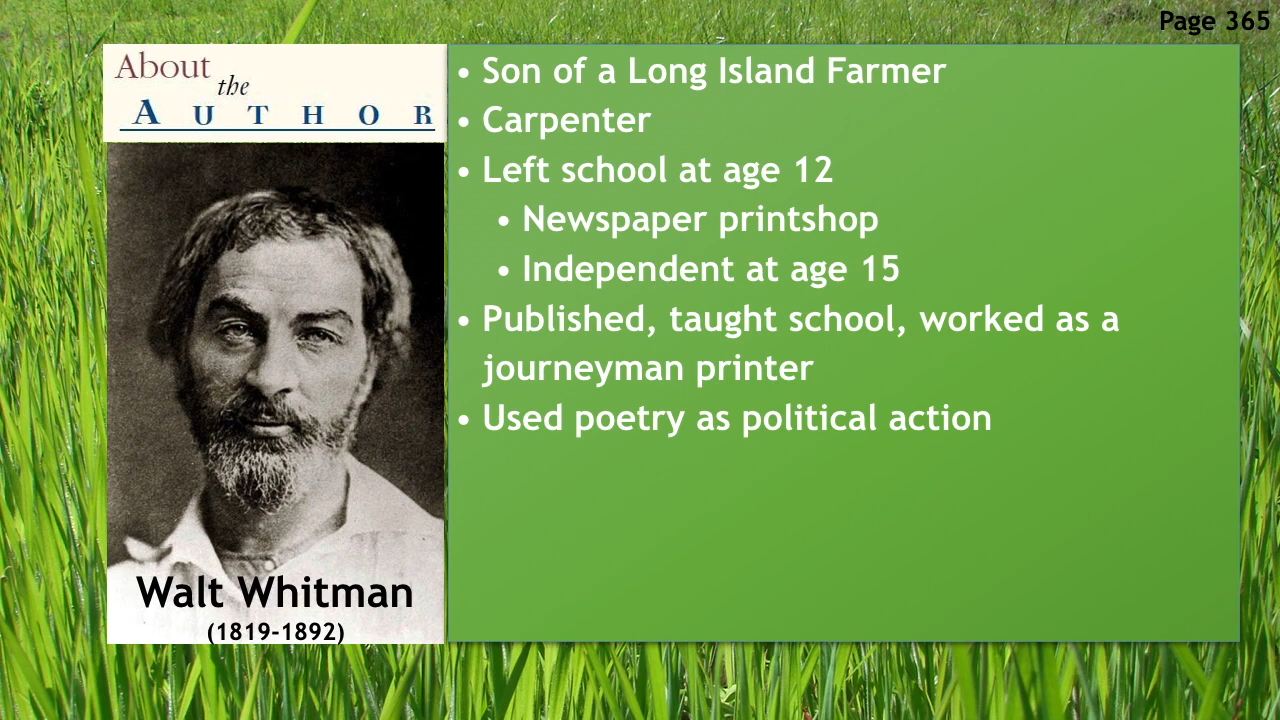 Page 365
About
the
AUTHOR
• Son of a Long Island Farmer
• Carpenter
• Left school at age 12
• Newspaper printshop
• Independent at age 15
• Published, taught school, worked as a
journeyman printer
• Used poetry as political action
Walt Whitman
(1819-1892)